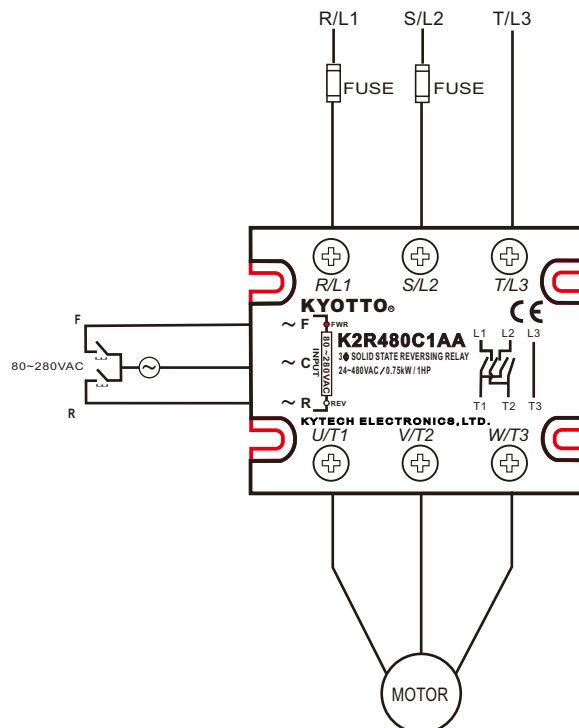 R/L1 S/L2 T/L3
FUSE FUSE
R/L1 S/L2 T/L3
KYOTTO®
CE
F
~ F FWR
K2R480C1AA
L1 L2 L3
3ϕ SOLID STATE REVERSING RELAY
80~280VAC
~ C
80~280VAC INPUT
24~480VAC / 0.75kW / 1HP
R
~ R REV
T1 T2 T3
KYTECH ELECTRONICS,LTD.
U/T1 V/T2 W/T3
MOTOR